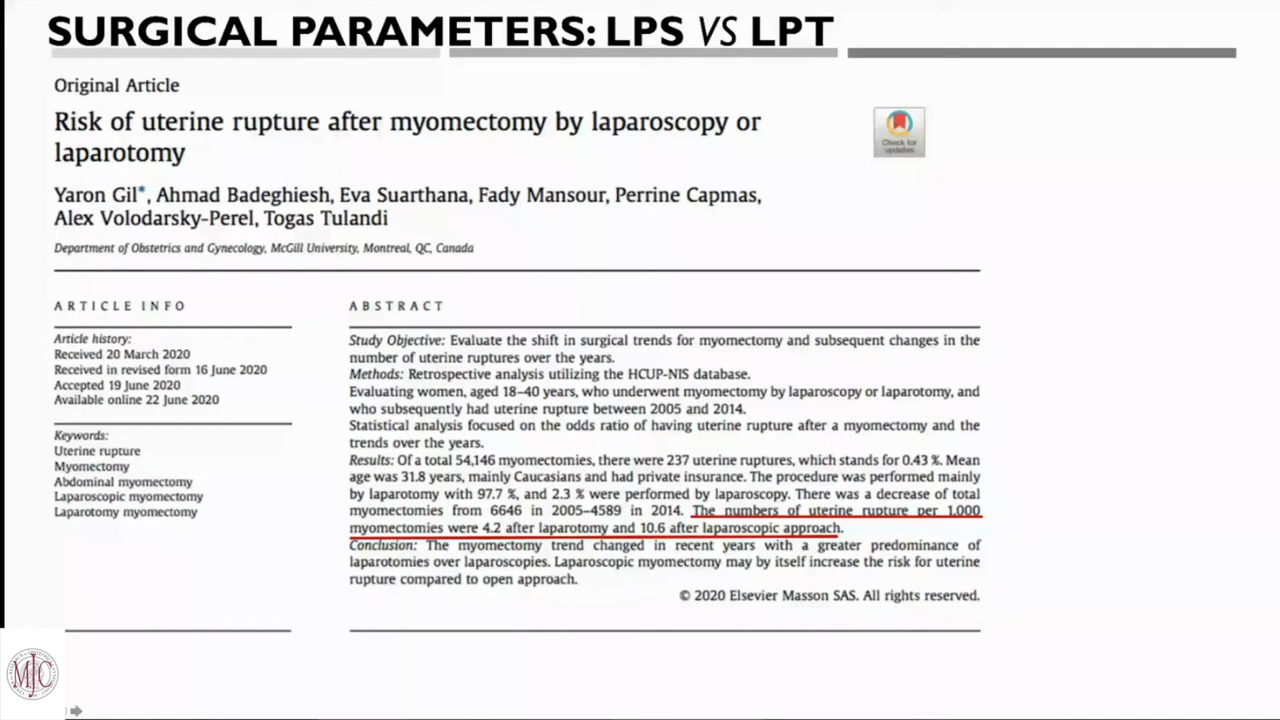 SURGICAL PARAMETERS: LPS VS LPT
Original Article
Risk of uterine rupture after myomectomy by laparoscopy or
laparotomy
Check for
updates
Yaron Gil*, Ahmad Badeghiesh, Eva Suarthana, Fady Mansour, Perrine Capmas,
Alex Volodarsky-Perel, Togas Tulandi
Department of Obstetrics and Gynecology, McGill University, Montreal, QC, Canada
ARTICLE INFO
Article history:
Received 20 March 2020
Received in revised form 16 June 2020
Accepted 19 June 2020
Available online 22 June 2020
Keywords:
Uterine rupture
Myomectomy
Abdominal myomectomy
Laparoscopic myomectomy
Laparotomy myomectomy
ABSTRACT
Study Objective: Evaluate the shift in surgical trends for myomectomy and subsequent changes in the
number of uterine ruptures over the years.
Methods: Retrospective analysis utilizing the HCUP-NIS database.
Evaluating women, aged 18–40 years, who underwent myomectomy by laparoscopy or laparotomy, and
who subsequently had uterine rupture between 2005 and 2014.
Statistical analysis focused on the odds ratio of having uterine rupture after a myomectomy and the
trends over the years.
Results: Of a total 54,146 myomectomies, there were 237 uterine ruptures, which stands for 0.43 %. Mean
age was 31.8 years, mainly Caucasians and had private insurance. The procedure was performed mainly
by laparotomy with 97.7 %, and 2.3 % were performed by laparoscopy. There was a decrease of total
myomectomies from 6646 in 2005–4589 in 2014. The numbers of uterine rupture per 1,000
myomectomies were 4.2 after laparotomy and 10.6 after laparoscopic approach.
Conclusion: The myomectomy trend changed in recent years with a greater predominance of
laparotomies over laparoscopies. Laparoscopic myomectomy may by itself increase the risk for uterine
rupture compared to open approach.
© 2020 Elsevier Masson SAS. All rights reserved.
MJC